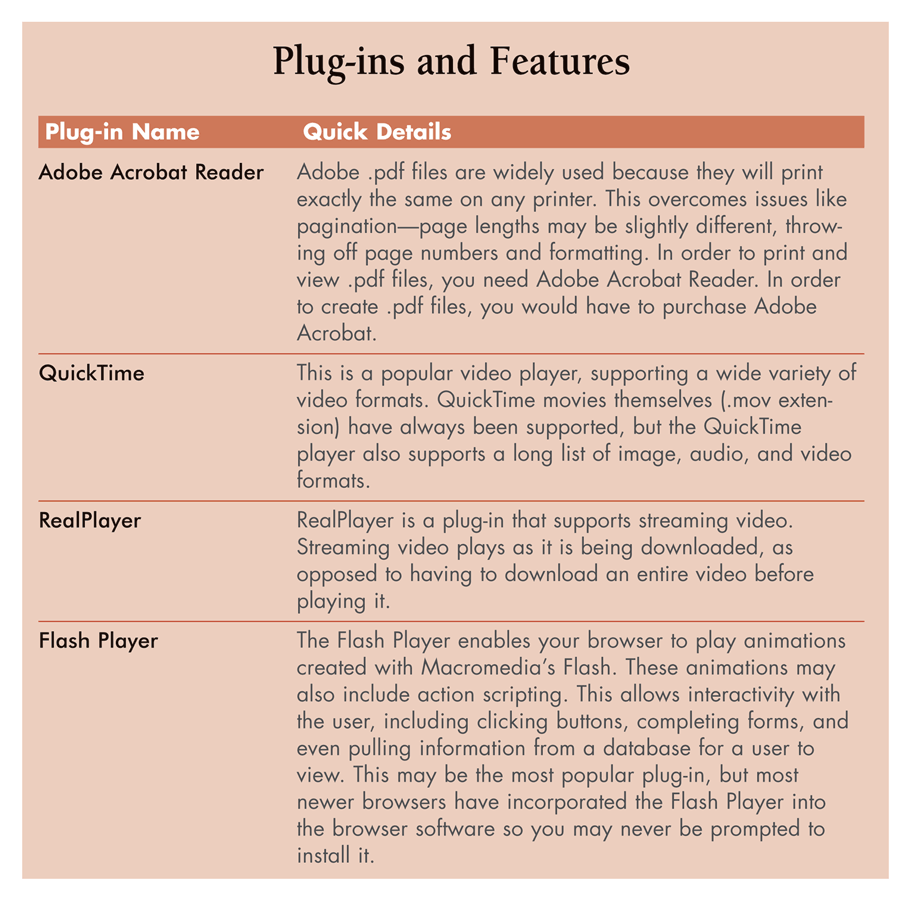 Plug-ins and Features
Plug-in Name Quick Details
Adobe Acrobat Reader Adobe .pdf files are widely used because they will print
exactly the same on any printer. This overcomes issues like
pagination—page lengths may be slightly different, throw-
ing off page numbers and formatting. In order to print and
view .pdf files, you need Adobe Acrobat Reader. In order
to create .pdf files, you would have to purchase Adobe
Acrobat.
QuickTime This is a popular video player, supporting a wide variety of
video formats. QuickTime movies themselves (.mov exten-
sion) have always been supported, but the QuickTime
player also supports a long list of image, audio, and video
formats.
RealPlayer RealPlayer is a plug-in that supports streaming video.
Streaming video plays as it is being downloaded, as
opposed to having to download an entire video before
playing it.
Flash Player The Flash Player enables your browser to play animations
created with Macromedia’s Flash. These animations may
also include action scripting. This allows interactivity with
the user, including clicking buttons, completing forms, and
even pulling information from a database for a user to
view. This may be the most popular plug-in, but most
newer browsers have incorporated the Flash Player into
the browser software so you may never be prompted to
install it.